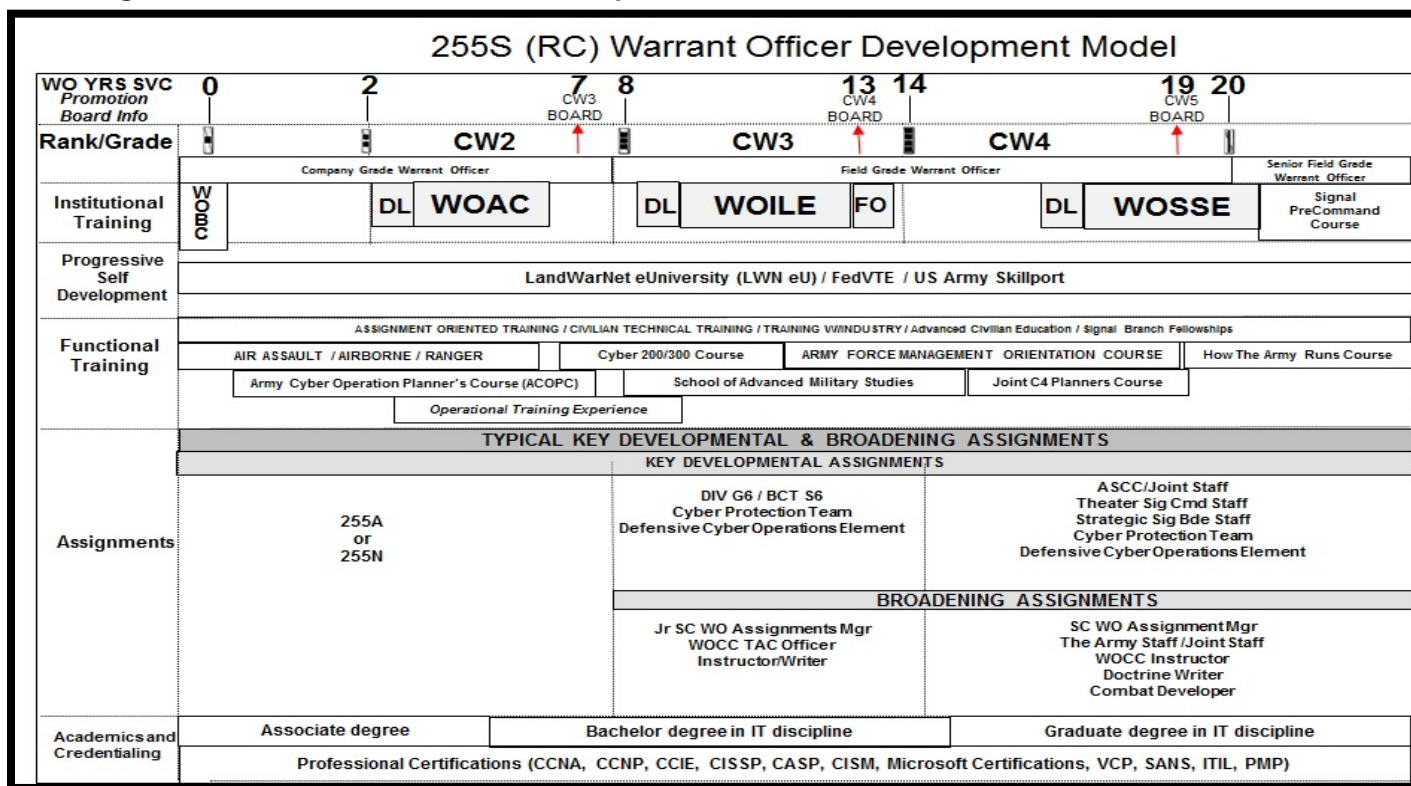 255S (RC) Warrant Officer Development Model
WO YRS SVC 0 2 7 8 13 14 19 20
Promotion
Board Info
CW3
BOARD
CW4
BOARD
CW5
BOARD
Rank/Grade CW2 CW3 CW4
Company Grade Warrant Officer
Field Grade Warrant Officer
Senior Field Grade
Warrant Officer
Institutional
Training
WOBC
DL WOAC DL WOILE FO DL WOSSE
Signal
PreCommand
Course
Progressive
Self
Development
LandWarNet eUniversity (LWN eU) / FedVTE / US Army Skillport
Functional
Training
ASSIGNMENT ORIENTED TRAINING / CIVILIAN TECHNICAL TRAINING / TRAINING W/INDUSTRY / Advanced Civilian Education / Signal Branch Fellowships
AIR ASSAULT / AIRBORNE / RANGER
Cyber 200/300 Course
ARMY FORCE MANAGEMENT ORIENTATION COURSE
How The Army Runs Course
Army Cyber Operation Planner's Course (ACOPC)
School of Advanced Military Studies
Joint C4 Planners Course
Operational Training Experience
TYPICAL KEY DEVELOPMENTAL & BROADENING ASSIGNMENTS
KEY DEVELOPMENTAL ASSIGNMENTS
Assignments
255A
or
255N
DIV G6 / BCT S6
Cyber Protection Team
Defensive Cyber Operations Element
ASCC/Joint Staff
Theater Sig Cmd Staff
Strategic Sig Bde Staff
Cyber Protection Team
Defensive Cyber Operations Element
BROADENING ASSIGNMENTS
Jr SC WO Assignments Mgr
WOCC TAC Officer
Instructor/Writer
SC WO Assignment Mgr
The Army Staff /Joint Staff
WOCC Instructor
Doctrine Writer
Combat Developer
Academics and
Credentialing
Associate degree
Bachelor degree in IT discipline
Graduate degree in IT discipline
Professional Certifications (CCNA, CCNP, CCIE, CISSP, CASP, CISM, Microsoft Certifications, VCP, SANS, ITIL, PMP)